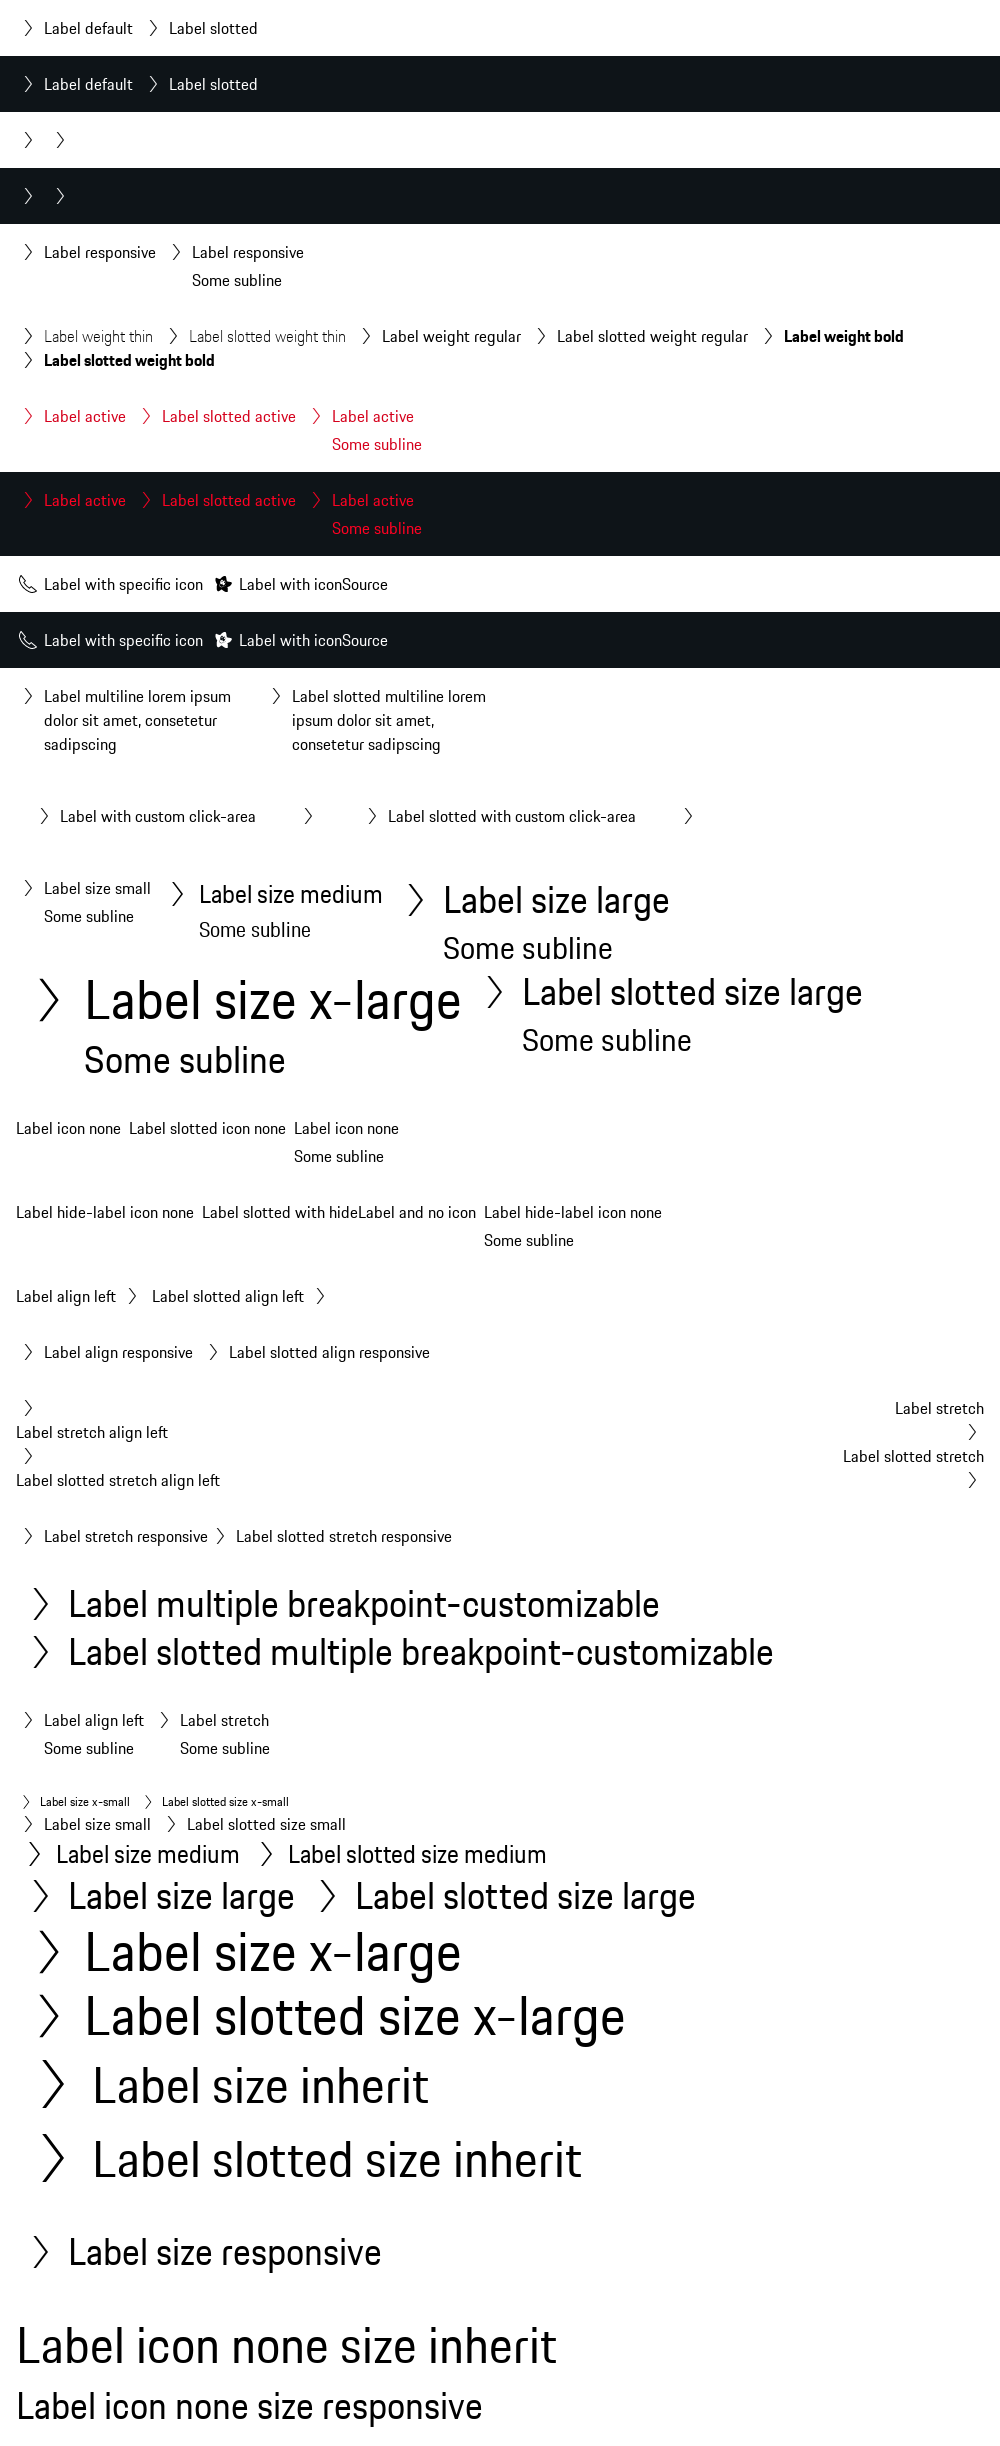 Label default Label slotted
Label default Label slotted
Label responsive Label responsive
Some subline
Label weight thin Label slotted weight thin Label weight regular Label slotted weight regular Label weight bold
Label slotted weight bold
Label active Label slotted active Label active
Some subline
Label active Label slotted active Label active
Some subline
Label with specific icon Label with iconSource
Label with specific icon Label with iconSource
Label multiline lorem ipsum
dolor sit amet, consetetur
sadipscing
Label slotted multiline lorem
ipsum dolor sit amet,
consetetur sadipscing
Label with custom click-area Label slotted with custom click-area
Label size small Label size medium Label size large
Some subline Some subline Some subline
Label size x-large Label slotted size large
Some subline Some subline
Label icon none Label slotted icon none Label icon none
Some subline
Label hide-label icon none Label slotted with hideLabel and no icon Label hide-label icon none
Some subline
Label align left Label slotted align left
Label align responsive Label slotted align responsive
Label stretch
Label stretch align left
Label slotted stretch
Label slotted stretch align left
Label stretch responsive Label slotted stretch responsive
Label multiple breakpoint-customizable
Label slotted multiple breakpoint-customizable
Label align left Label stretch
Some subline Some subline
Label size x-small Label slotted size x-small
Label size small Label slotted size small
Label size medium Label slotted size medium
Label size large Label slotted size large
Label size x-large
Label slotted size x-large
Label size inherit
Label slotted size inherit
Label size responsive
Label icon none size inherit
Label icon none size responsive